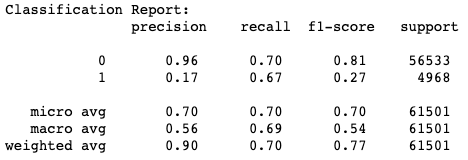 Classification Report:
precision recall f1-score support
0 0.96 0.70 0.81 56533
1 0.17 0.67 0.27 4968
micro avg 0.70 0.70 0.70 61501
macro avg 0.56 0.69 0.54 61501
weighted avg 0.90 0.70 0.77 61501